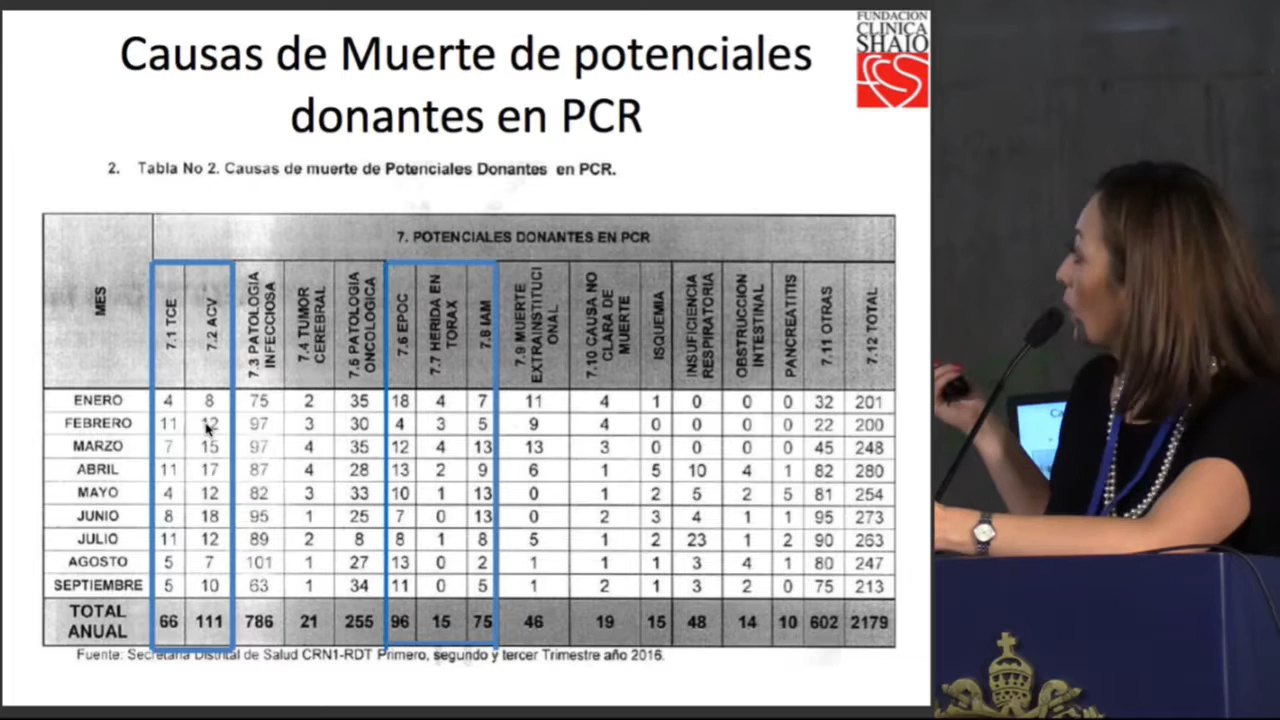 Causas de Muerte de potenciales
donantes en PCR
FUNDACION
CLINICA
SHAIO
2. Tabla No 2. Causas de muerte de Potenciales Donantes en PCR.
7. POTENCIALES DONANTES EN PCR
MES 7.1 TCE 7.2 ACV 7.3 PATOLOGIA INFECCIOSA 7.4 TUMOR CEREBRAL 7.5 PATOLOGIA ONCOLOGICA 7.6 EPOC 7.7 HERIDA EN TORAX 7.8 IAM 7.9 MUERTE EXTRAINSTITUCI ONAL 7.10 CAUSA NO CLARA DE MUERTE ISQUEMIA INSUFICIENCIA RESPIRATORIA OBSTRUCCION INTESTINAL PANCREATITIS 7.11 OTRAS 7.12 TOTAL
ENERO 4 8 75 2 35 18 4 7 11 4 1 0 0 0 32 201
FEBRERO 11 12 97 3 30 4 3 5 9 4 0 0 0 0 22 200
MARZO 7 15 97 4 35 12 4 13 13 3 0 0 0 0 45 248
ABRIL 11 17 87 4 28 13 2 9 6 1 5 10 4 1 82 280
MAYO 4 12 82 3 33 10 1 13 0 1 2 5 2 5 81 254
JUNIO 8 18 95 1 25 7 0 13 0 2 3 4 1 1 95 273
JULIO 11 12 89 2 8 8 1 8 5 1 2 23 1 2 90 263
AGOSTO 5 7 101 1 27 13 0 2 1 1 1 3 4 1 80 247
SEPTIEMBRE 5 10 63 1 34 11 0 5 1 2 1 3 2 0 75 213
TOTAL ANUAL 66 111 786 21 255 96 15 75 46 19 15 48 14 10 602 2179
Fuente: Secretaria Distrital de Salud CRN1-RDT Primero, segundo y tercer Trimestre año 2016.